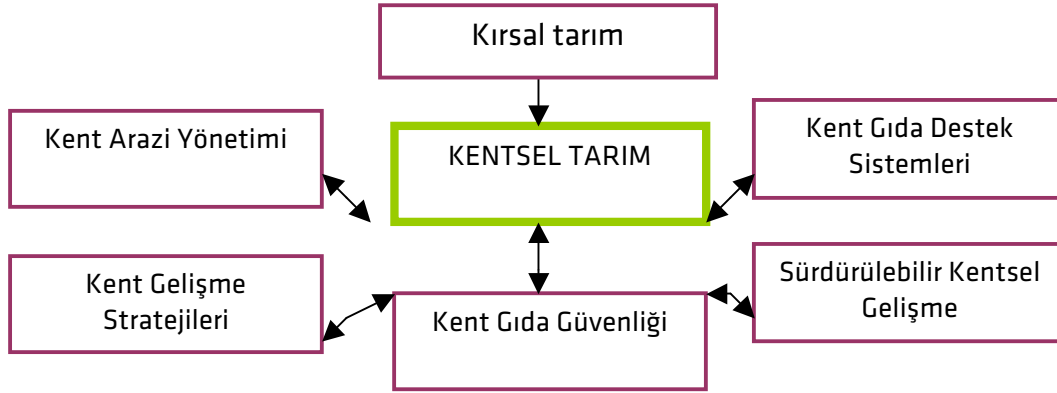 Kırsal tarım
Kent Arazi Yönetimi
KENTSEL TARIM
Kent Gıda Destek
Sistemleri
Kent Gelişme
Stratejileri
Kent Gıda Güvenliği
Sürdürülebilir Kentsel
Gelişme